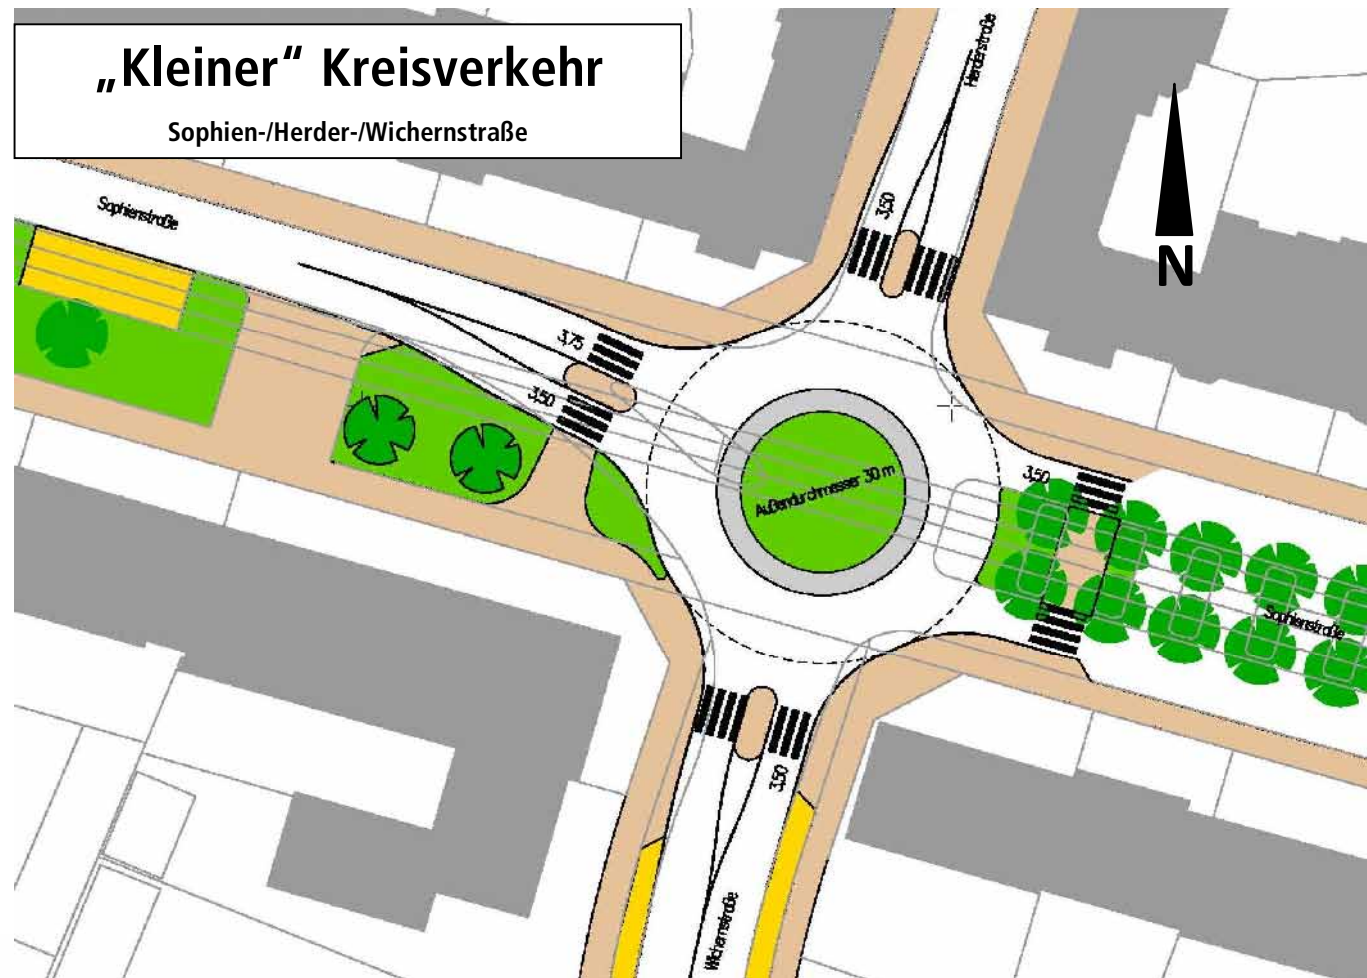 „Kleiner“ Kreisverkehr
Sophien-/Herder-/Wichernstraße
Herderstraße
N
Sophienstraße
3,50
3,75
3,50
Außendurchmesser 30 m
3,50
Sophienstraße
3,50
Wichernstraße